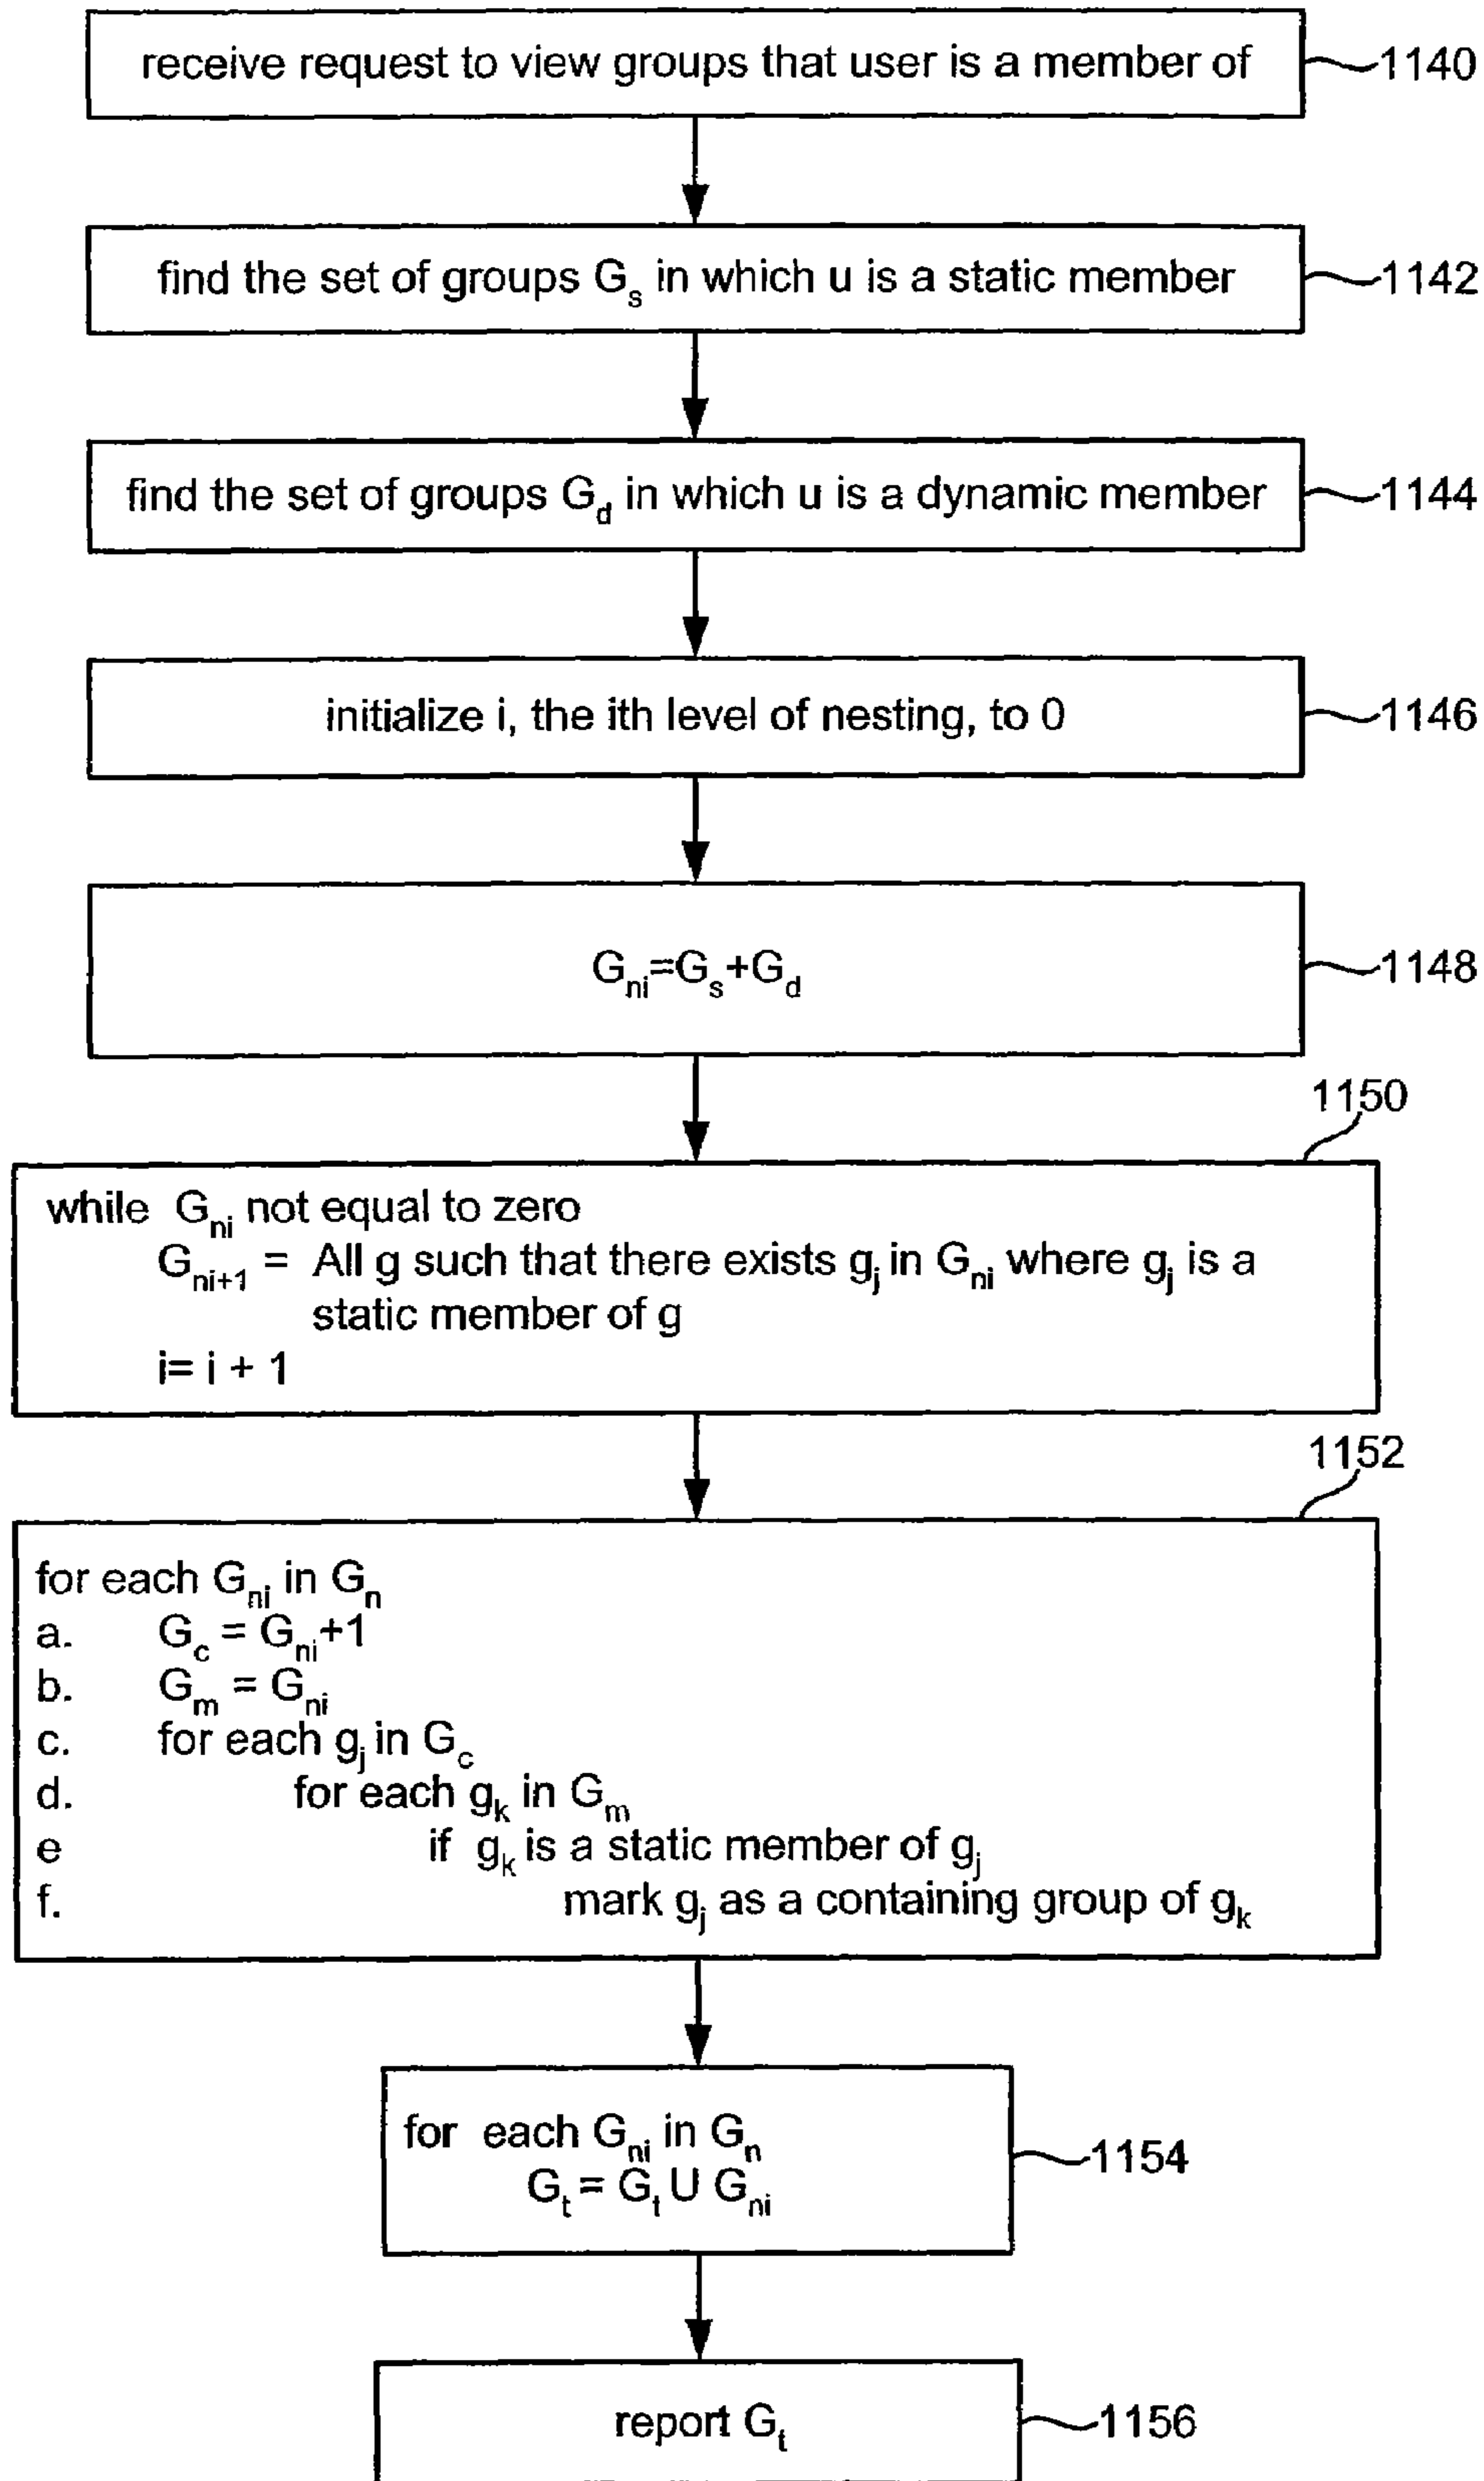 receive request to view groups that user is a member of
1140
find the set of groups Gs in which u is a static member
1142
find the set of groups Gd in which u is a dynamic member
1144
initialize i, the ith level of nesting, to 0
1146
Gni=Gs+Gd
1148
1150
while Gni not equal to zero
Gni+1 = All g such that there exists gj in Gni where gj is a
static member of g
i= i + 1
1152
for each Gni in Gn
a. Gc = Gni+1
b. Gm = Gni
c. for each gj in Gc
d. for each gk in Gm
e if gk is a static member of gj
f. mark gj as a containing group of gk
for each Gni in Gn
Gt = Gt U Gni
1154
report Gt
1156